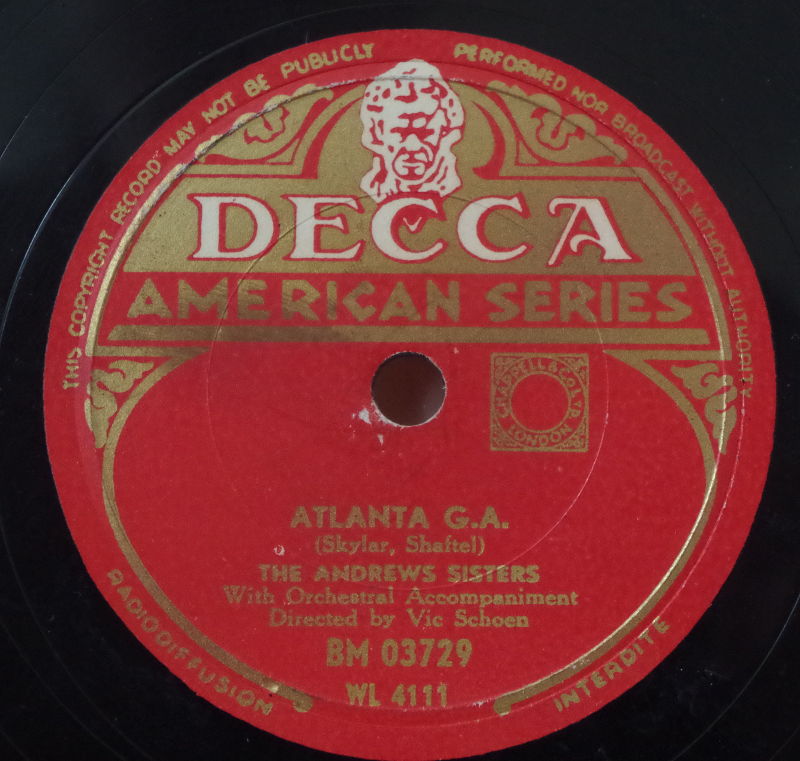 THIS COPYRIGHT RECORD MAY NOT BE PUBLICLY PERFORMED NOR BROADCAST WITHOUT AUTHORITY
DECCA
AMERICAN SERIES
CHAPPELL & CO LTD
LONDON
ATLANTA G.A.
(Skylar, Shaftel)
THE ANDREWS SISTERS
With Orchestral Accompaniment
Directed by Vic Schoen
BM 03729
WL 4111
RADIODIFFUSION INTERDITE